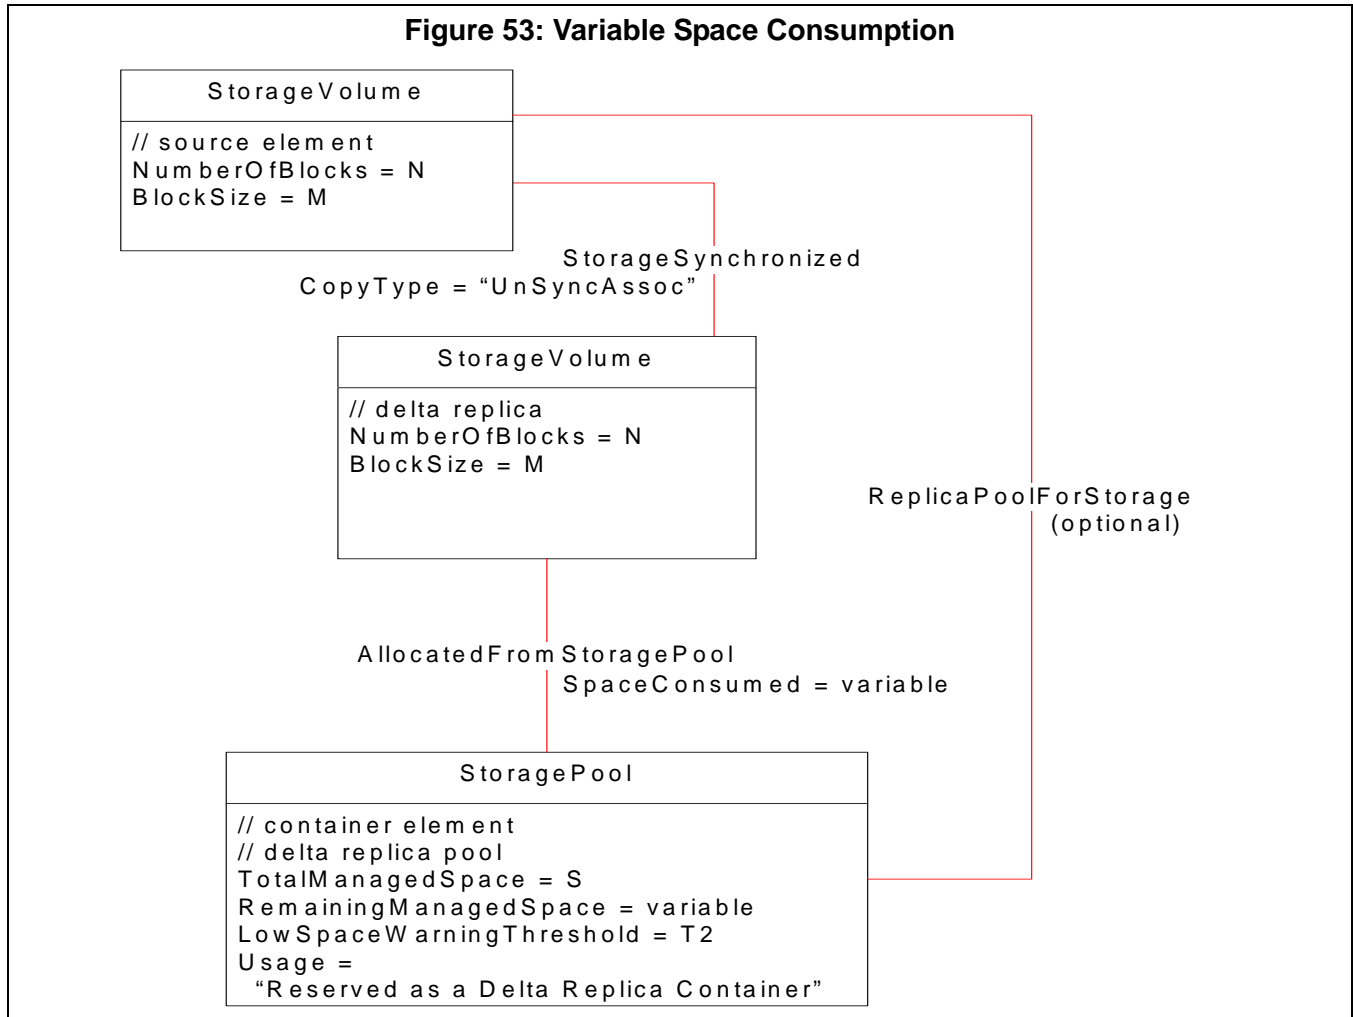 Figure 53: Variable Space Consumption
StorageVolume
// source element
NumberOfBlocks = N
BlockSize = M
StorageSynchronized
CopyType = “UnSyncAssoc”
StorageVolume
// delta replica
NumberOfBlocks = N
BlockSize = M
ReplicaPoolForStorage
(optional)
AllocatedFromStoragePool
SpaceConsumed = variable
StoragePool
// container element
// delta replica pool
TotalManagedSpace = S
RemainingManagedSpace = variable
LowSpaceWarningThreshold = T2
Usage =
“Reserved as a Delta Replica Container”